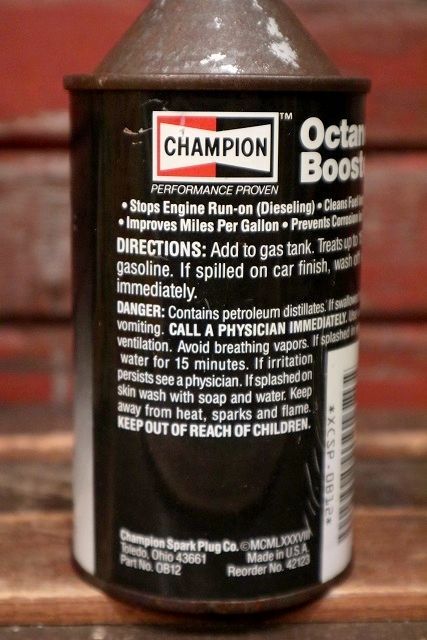 CHAMPION ™
PERFORMANCE PROVEN
Octan
Boost
• Stops Engine Run-on (Dieseling) • Cleans Fuel
• Improves Miles Per Gallon • Prevents Corrosion
DIRECTIONS: Add to gas tank. Treats up to
gasoline. If spilled on car finish, wash off
immediately.
DANGER: Contains petroleum distillates. If swallowed
vomiting. CALL A PHYSICIAN IMMEDIATELY.
ventilation. Avoid breathing vapors. If splashed in
water for 15 minutes. If irritation
persists see a physician. If splashed on
skin wash with soap and water. Keep
away from heat, sparks and flame.
KEEP OUT OF REACH OF CHILDREN.
*XCSP-OB12*
Champion Spark Plug Co. ©MCMLXXXVIII
Toledo, Ohio 43661 Made in U.S.A.
Part No. OB12 Reorder No. 42123